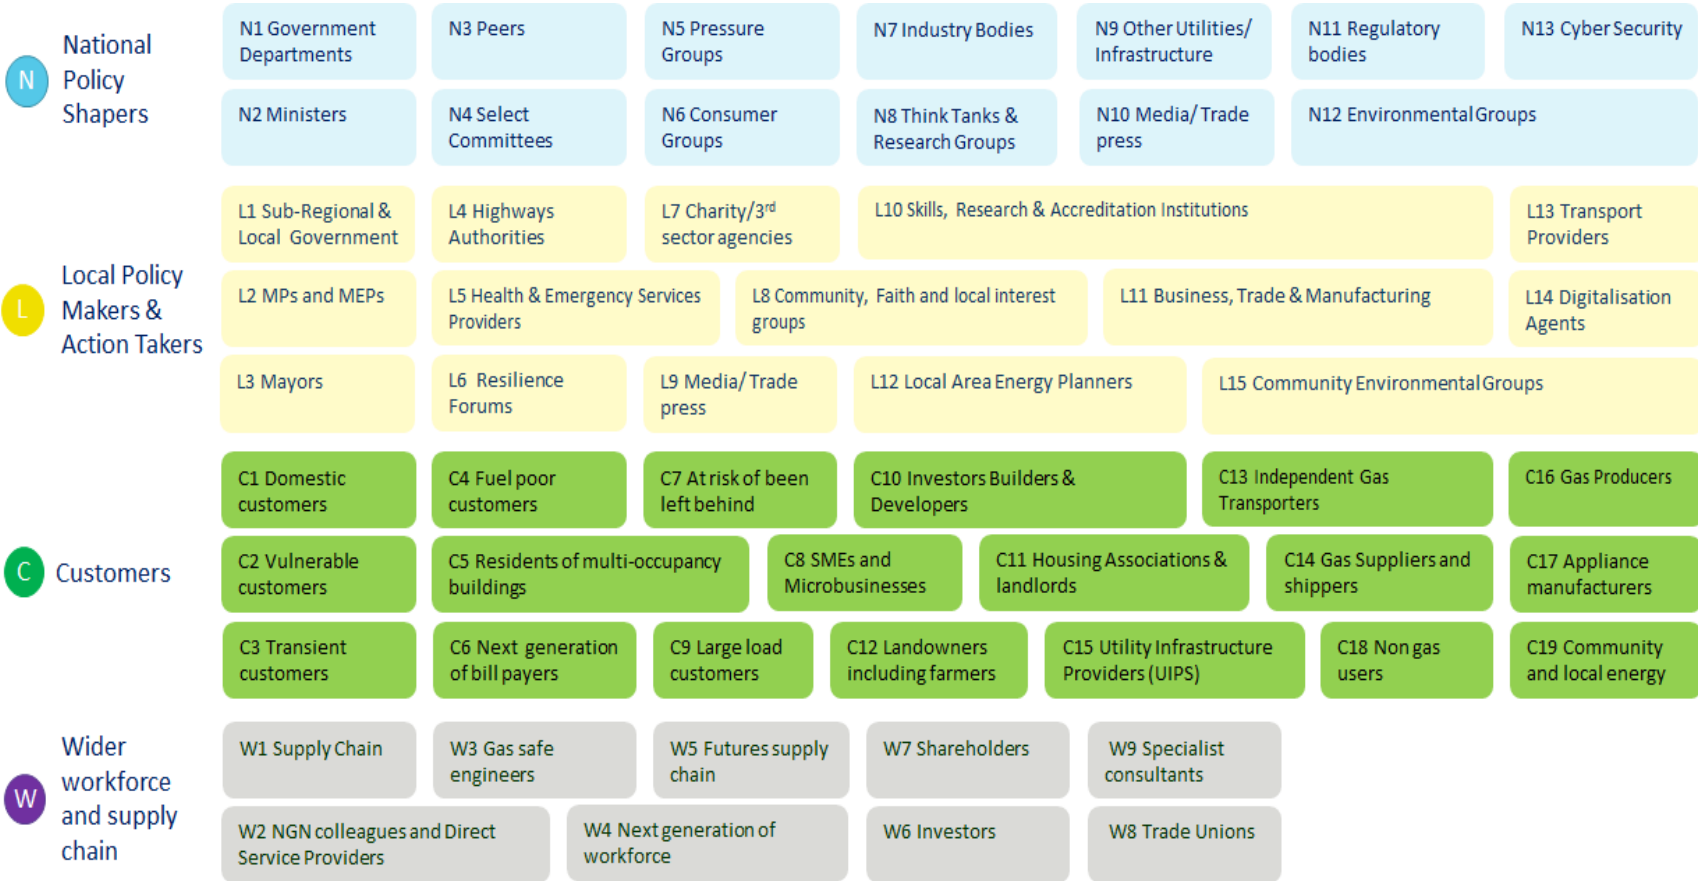 N
National
Policy
Shapers
N1 Government
Departments
N3 Peers
N5 Pressure
Groups
N7 Industry Bodies
N9 Other Utilities/
Infrastructure
N11 Regulatory
bodies
N13 Cyber Security
N2 Ministers
N4 Select
Committees
N6 Consumer
Groups
N8 Think Tanks &
Research Groups
N10 Media/ Trade
press
N12 Environmental Groups
L
Local Policy
Makers &
Action Takers
L1 Sub-Regional &
Local Government
L4 Highways
Authorities
L7 Charity/3rd
sector agencies
L10 Skills, Research & Accreditation Institutions
L13 Transport
Providers
L2 MPs and MEPs
L5 Health & Emergency Services
Providers
L8 Community, Faith and local interest
groups
L11 Business, Trade & Manufacturing
L14 Digitalisation
Agents
L3 Mayors
L6 Resilience
Forums
L9 Media/ Trade
press
L12 Local Area Energy Planners
L15 Community Environmental Groups
C
Customers
C1 Domestic
customers
C4 Fuel poor
customers
C7 At risk of been
left behind
C10 Investors Builders &
Developers
C13 Independent Gas
Transporters
C16 Gas Producers
C2 Vulnerable
customers
C5 Residents of multi-occupancy
buildings
C8 SMEs and
Microbusinesses
C11 Housing Associations &
landlords
C14 Gas Suppliers and
shippers
C17 Appliance
manufacturers
C3 Transient
customers
C6 Next generation
of bill payers
C9 Large load
customers
C12 Landowners
including farmers
C15 Utility Infrastructure
Providers (UIPS)
C18 Non gas
users
C19 Community
and local energy
W
Wider
workforce
and supply
chain
W1 Supply Chain
W3 Gas safe
engineers
W5 Futures supply
chain
W7 Shareholders
W9 Specialist
consultants
W2 NGN colleagues and Direct
Service Providers
W4 Next generation of
workforce
W6 Investors
W8 Trade Unions